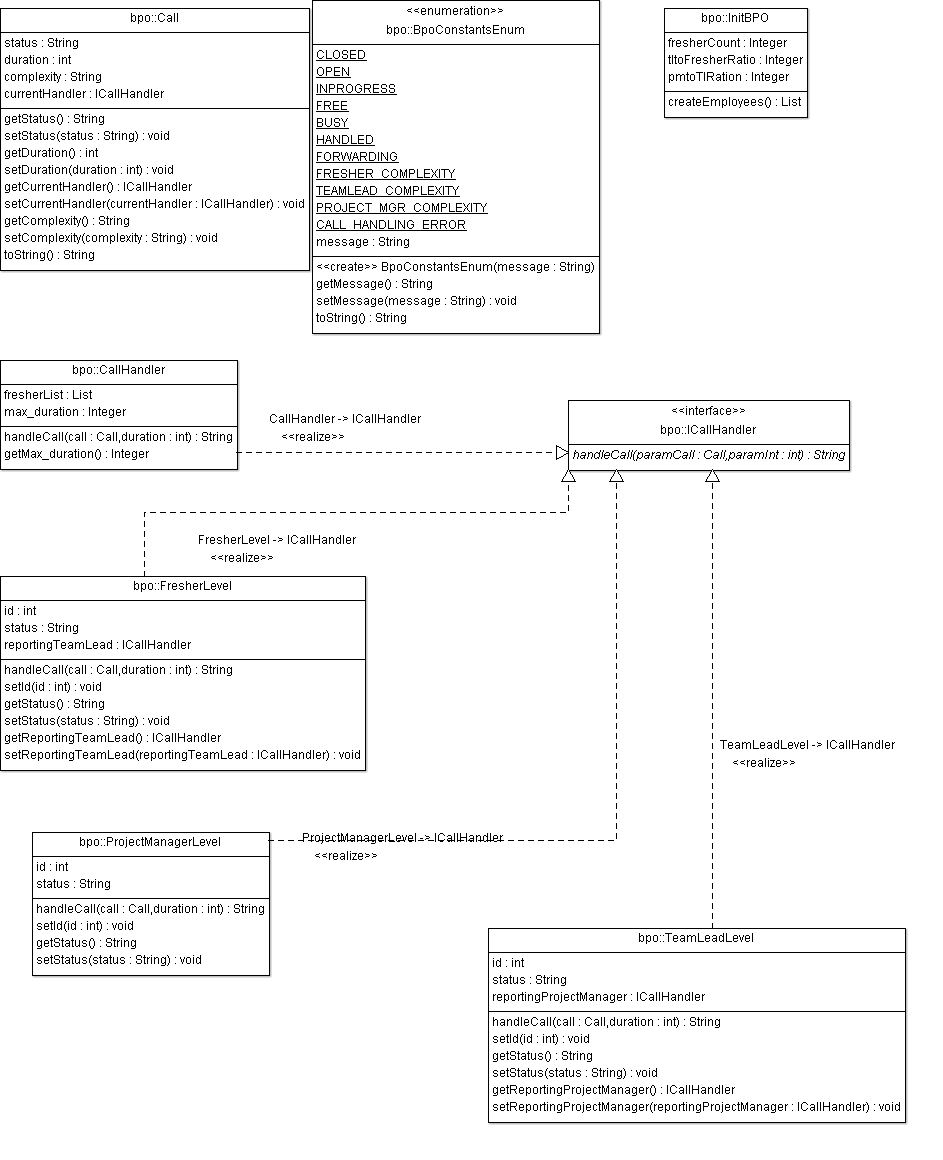 bpo::Call
status : String
duration : int
complexity : String
currentHandler : ICallHandler
getStatus() : String
setStatus(status : String) : void
getDuration() : int
setDuration(duration : int) : void
getCurrentHandler() : ICallHandler
setCurrentHandler(currentHandler : ICallHandler) : void
getComplexity() : String
setComplexity(complexity : String) : void
toString() : String
<<enumeration>>
bpo::BpoConstantsEnum
CLOSED
OPEN
INPROGRESS
FREE
BUSY
HANDLED
FORWARDING
FRESHER_COMPLEXITY
TEAMLEAD_COMPLEXITY
PROJECT_MGR_COMPLEXITY
CALL_HANDLING_ERROR
message : String
<<create>> BpoConstantsEnum(message : String)
getMessage() : String
setMessage(message : String) : void
toString() : String
bpo::InitBPO
fresherCount : Integer
tltoFresherRatio : Integer
pmtoTlRation : Integer
createEmployees() : List
bpo::CallHandler
fresherList : List
max_duration : Integer
handleCall(call : Call,duration : int) : String
getMax_duration() : Integer
CallHandler -> ICallHandler
<<realize>>
<<interface>>
bpo::ICallHandler
handleCall(paramCall : Call,paramInt : int) : String
FresherLevel -> ICallHandler
<<realize>>
bpo::FresherLevel
id : int
status : String
reportingTeamLead : ICallHandler
handleCall(call : Call,duration : int) : String
setId(id : int) : void
getStatus() : String
setStatus(status : String) : void
getReportingTeamLead() : ICallHandler
setReportingTeamLead(reportingTeamLead : ICallHandler) : void
TeamLeadLevel -> ICallHandler
<<realize>>
ProjectManagerLevel -> ICallHandler
<<realize>>
bpo::ProjectManagerLevel
id : int
status : String
handleCall(call : Call,duration : int) : String
setId(id : int) : void
getStatus() : String
setStatus(status : String) : void
bpo::TeamLeadLevel
id : int
status : String
reportingProjectManager : ICallHandler
handleCall(call : Call,duration : int) : String
setId(id : int) : void
getStatus() : String
setStatus(status : String) : void
getReportingProjectManager() : ICallHandler
setReportingProjectManager(reportingProjectManager : ICallHandler) : void